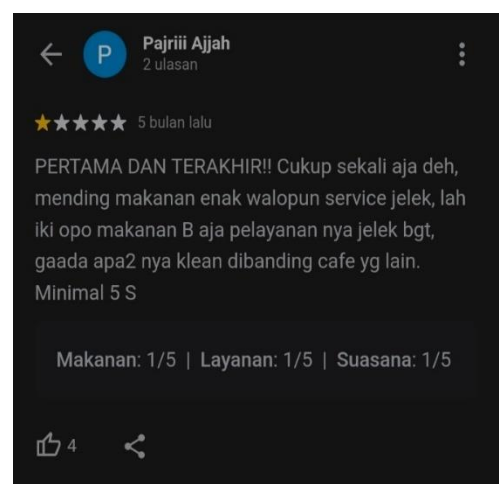 Pajriii Ajjah
P
2 ulasan
5 bulan lalu
PERTAMA DAN TERAKHIR!! Cukup sekali aja deh,
mending makanan enak walopun service jelek, lah
iki opo makanan B aja pelayanan nya jelek bgt,
gaada apa2 nya klean dibanding cafe yg lain.
Minimal 5 S
Makanan: 1/5 | Layanan: 1/5 | Suasana: 1/5
4